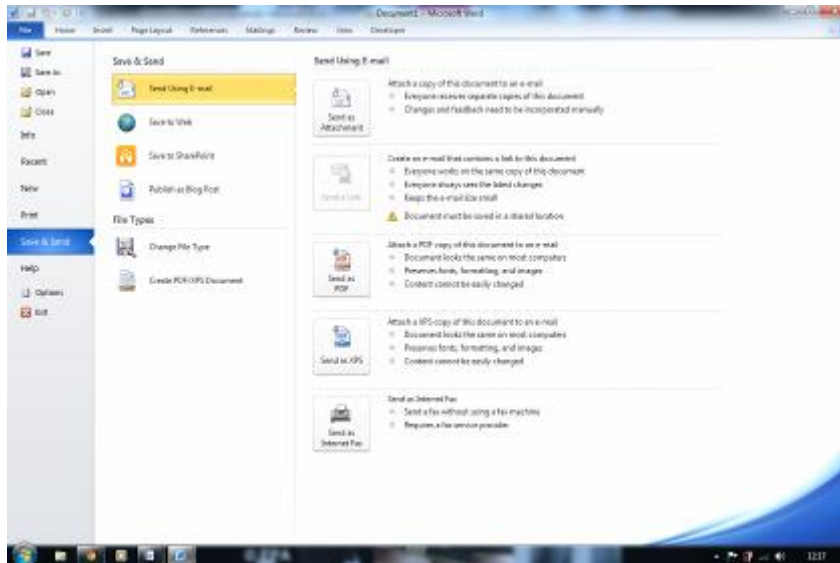 Document1 - Microsoft Word
File Home Insert Page Layout References Mailings Review View Developer
Save
Save As
Open
Close
Info
Recent
New
Print
Save & Send
Help
Options
Exit
Save & Send
Send Using E-mail
Save to Web
Save to SharePoint
Publish as Blog Post
File Types
Change File Type
Create PDF/XPS Document
Send Using E-mail
Send as
Attachment
Attach a copy of this document to an e-mail
Everyone receives separate copies of this document
Changes and feedback need to be incorporated manually
Send a Link
Create an e-mail that contains a link to this document
Everyone works on the same copy of this document
Everyone always sees the latest changes
Keeps the e-mail size small
Document must be saved in a shared location
Send as
PDF
Attach a PDF copy of this document to an e-mail
Document looks the same on most computers
Preserves fonts, formatting, and images
Content cannot be easily changed
Send as XPS
Attach a XPS copy of this document to an e-mail
Document looks the same on most computers
Preserves fonts, formatting, and images
Content cannot be easily changed
Send as
Internet Fax
Send as Internet Fax
Send a fax without using a fax machine
Requires a fax service provider
12:17